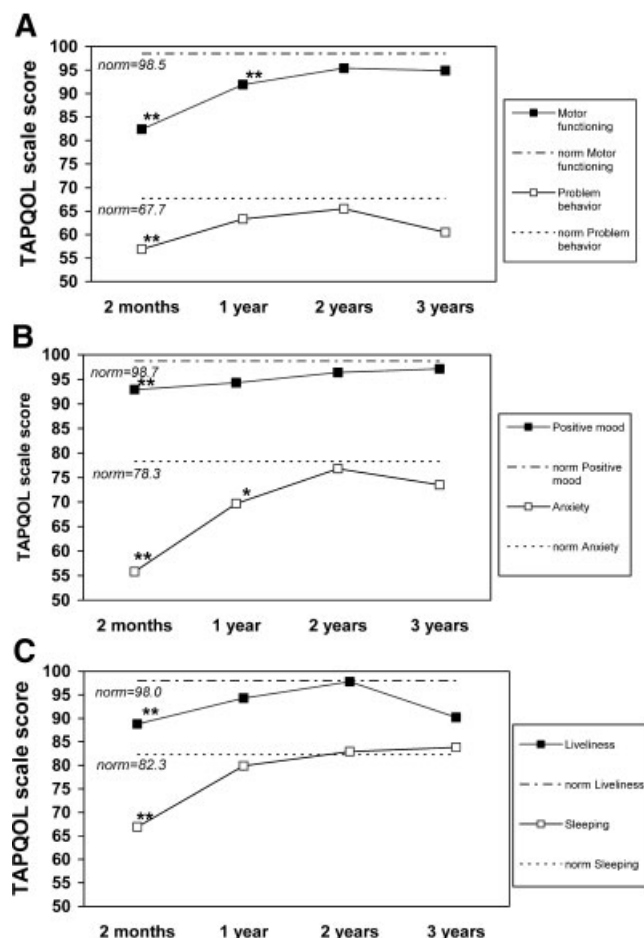 A
TAPQOL scale score
100
95
90
85
80
75
70
65
60
55
50
norm=98.5
**
**
norm=67.7
**
2 months 1 year 2 years 3 years
Motor
functioning
norm Motor
functioning
Problem
behavior
norm Problem
behavior
B
TAPQOL scale score
100
95
90
85
80
75
70
65
60
55
50
norm=98.7
**
norm=78.3
*
**
2 months 1 year 2 years 3 years
Positive mood
norm Positive
mood
Anxiety
norm Anxiety
C
TAPQOL scale score
100
95
90
85
80
75
70
65
60
55
50
norm=98.0
**
norm=82.3
**
2 months 1 year 2 years 3 years
Liveliness
norm Liveliness
Sleeping
norm Sleeping